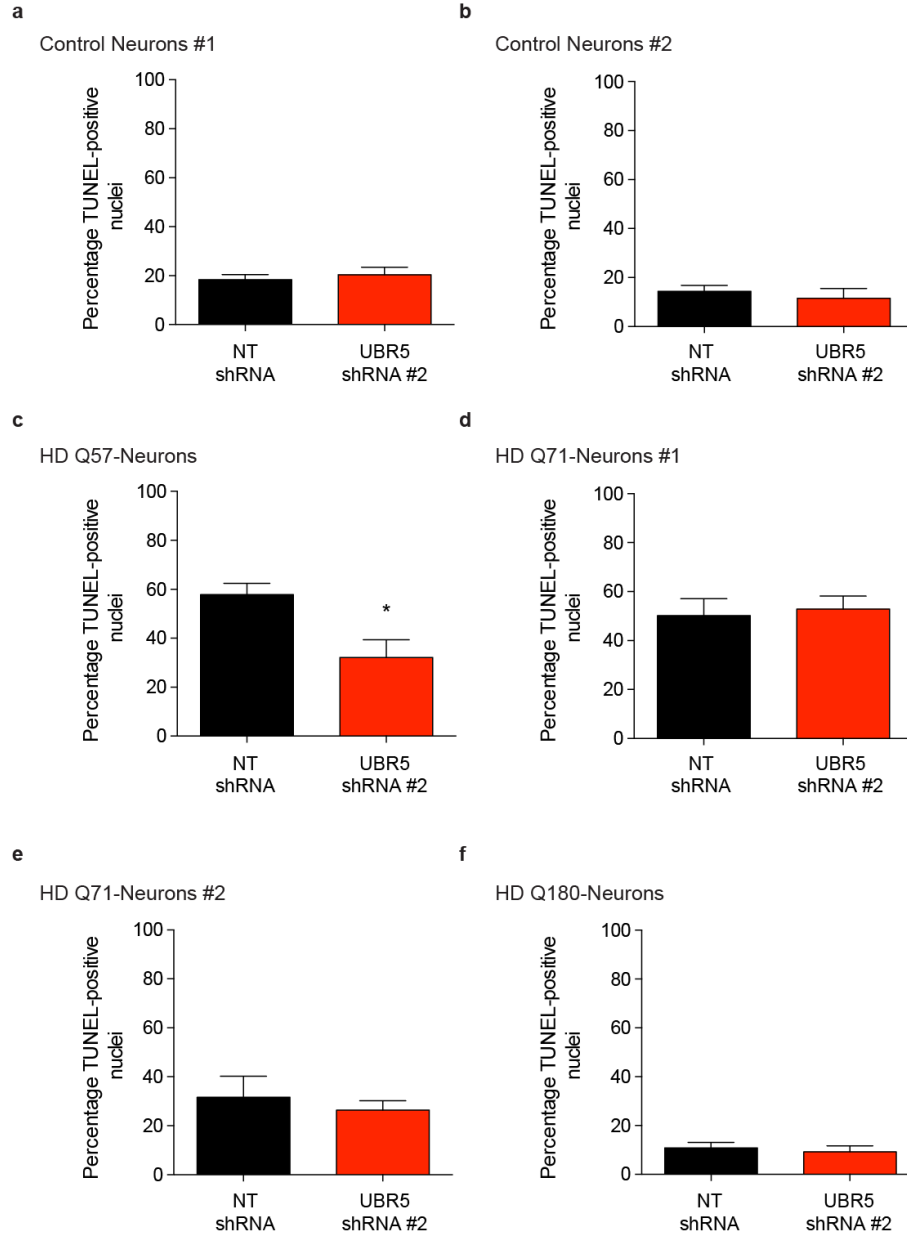 a
Control Neurons #1
Percentage TUNEL-positive
nuclei
100
80
60
40
20
0
NT
shRNA
UBR5
shRNA #2
b
Control Neurons #2
Percentage TUNEL-positive
nuclei
100
80
60
40
20
0
NT
shRNA
UBR5
shRNA #2
c
HD Q57-Neurons
Percentage TUNEL-positive
nuclei
100
80
60
40
20
0
*
NT
shRNA
UBR5
shRNA #2
d
HD Q71-Neurons #1
Percentage TUNEL-positive
nuclei
100
80
60
40
20
0
NT
shRNA
UBR5
shRNA #2
e
HD Q71-Neurons #2
Percentage TUNEL-positive
nuclei
100
80
60
40
20
0
NT
shRNA
UBR5
shRNA #2
f
HD Q180-Neurons
Percentage TUNEL-positive
nuclei
100
80
60
40
20
0
NT
shRNA
UBR5
shRNA #2